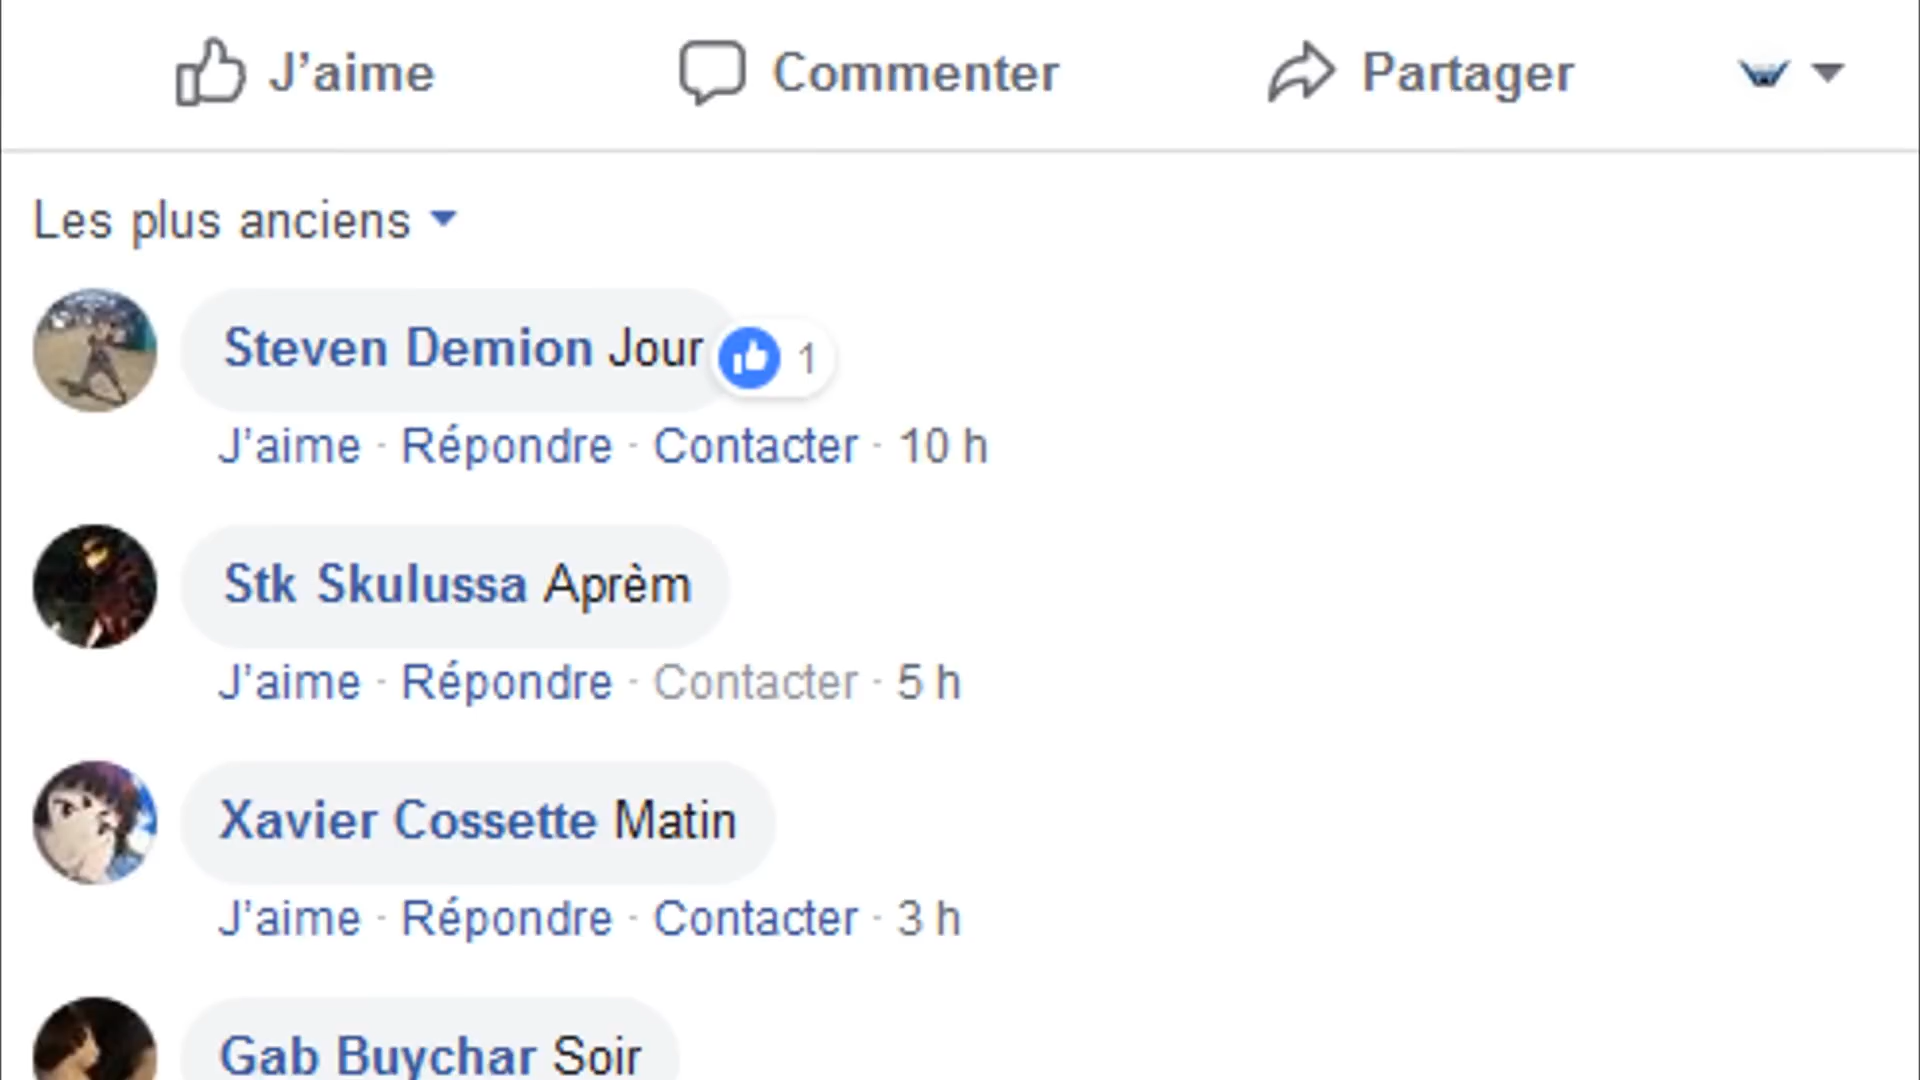 J'aime Commenter Partager
Les plus anciens
Steven Demion Jour 1
J'aime · Répondre · Contacter · 10 h
Stk Skulussa Aprèm
J'aime · Répondre · Contacter · 5 h
Xavier Cossette Matin
J'aime · Répondre · Contacter · 3 h
Gab Buychar Soir